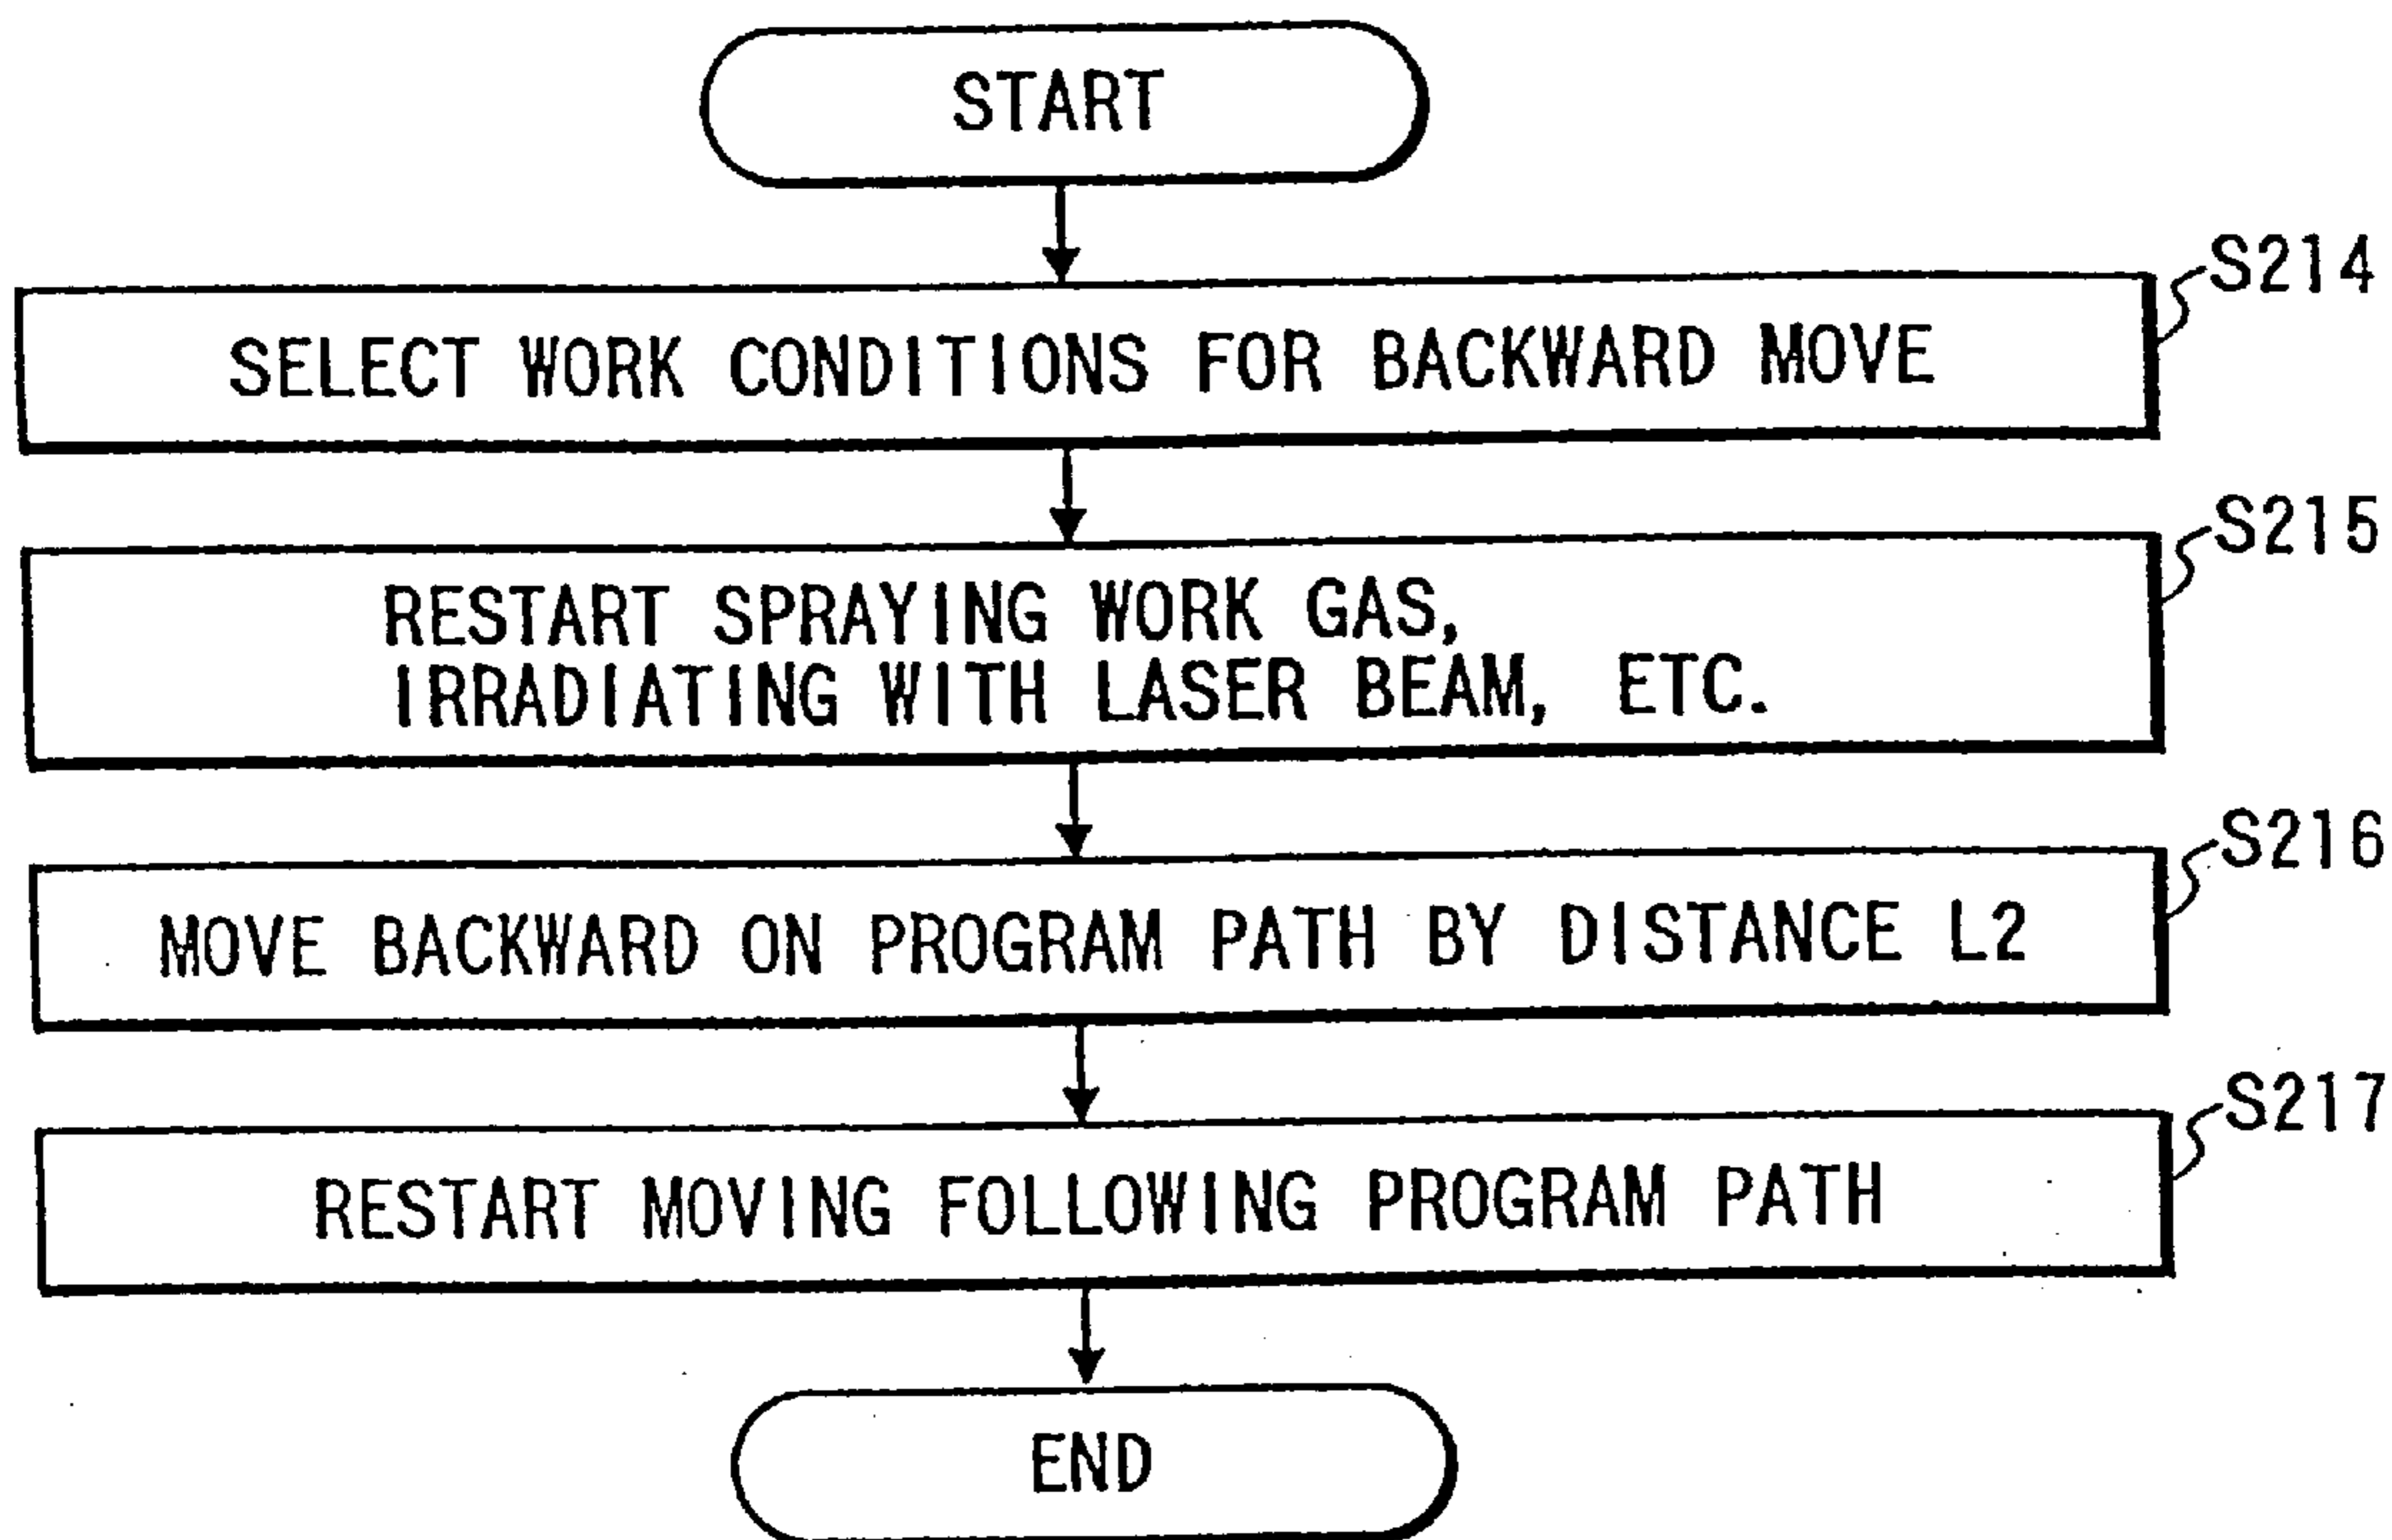 START
S214
SELECT WORK CONDITIONS FOR BACKWARD MOVE
S215
RESTART SPRAYING WORK GAS,
IRRADIATING WITH LASER BEAM, ETC.
S216
MOVE BACKWARD ON PROGRAM PATH BY DISTANCE L2
S217
RESTART MOVING FOLLOWING PROGRAM PATH
END